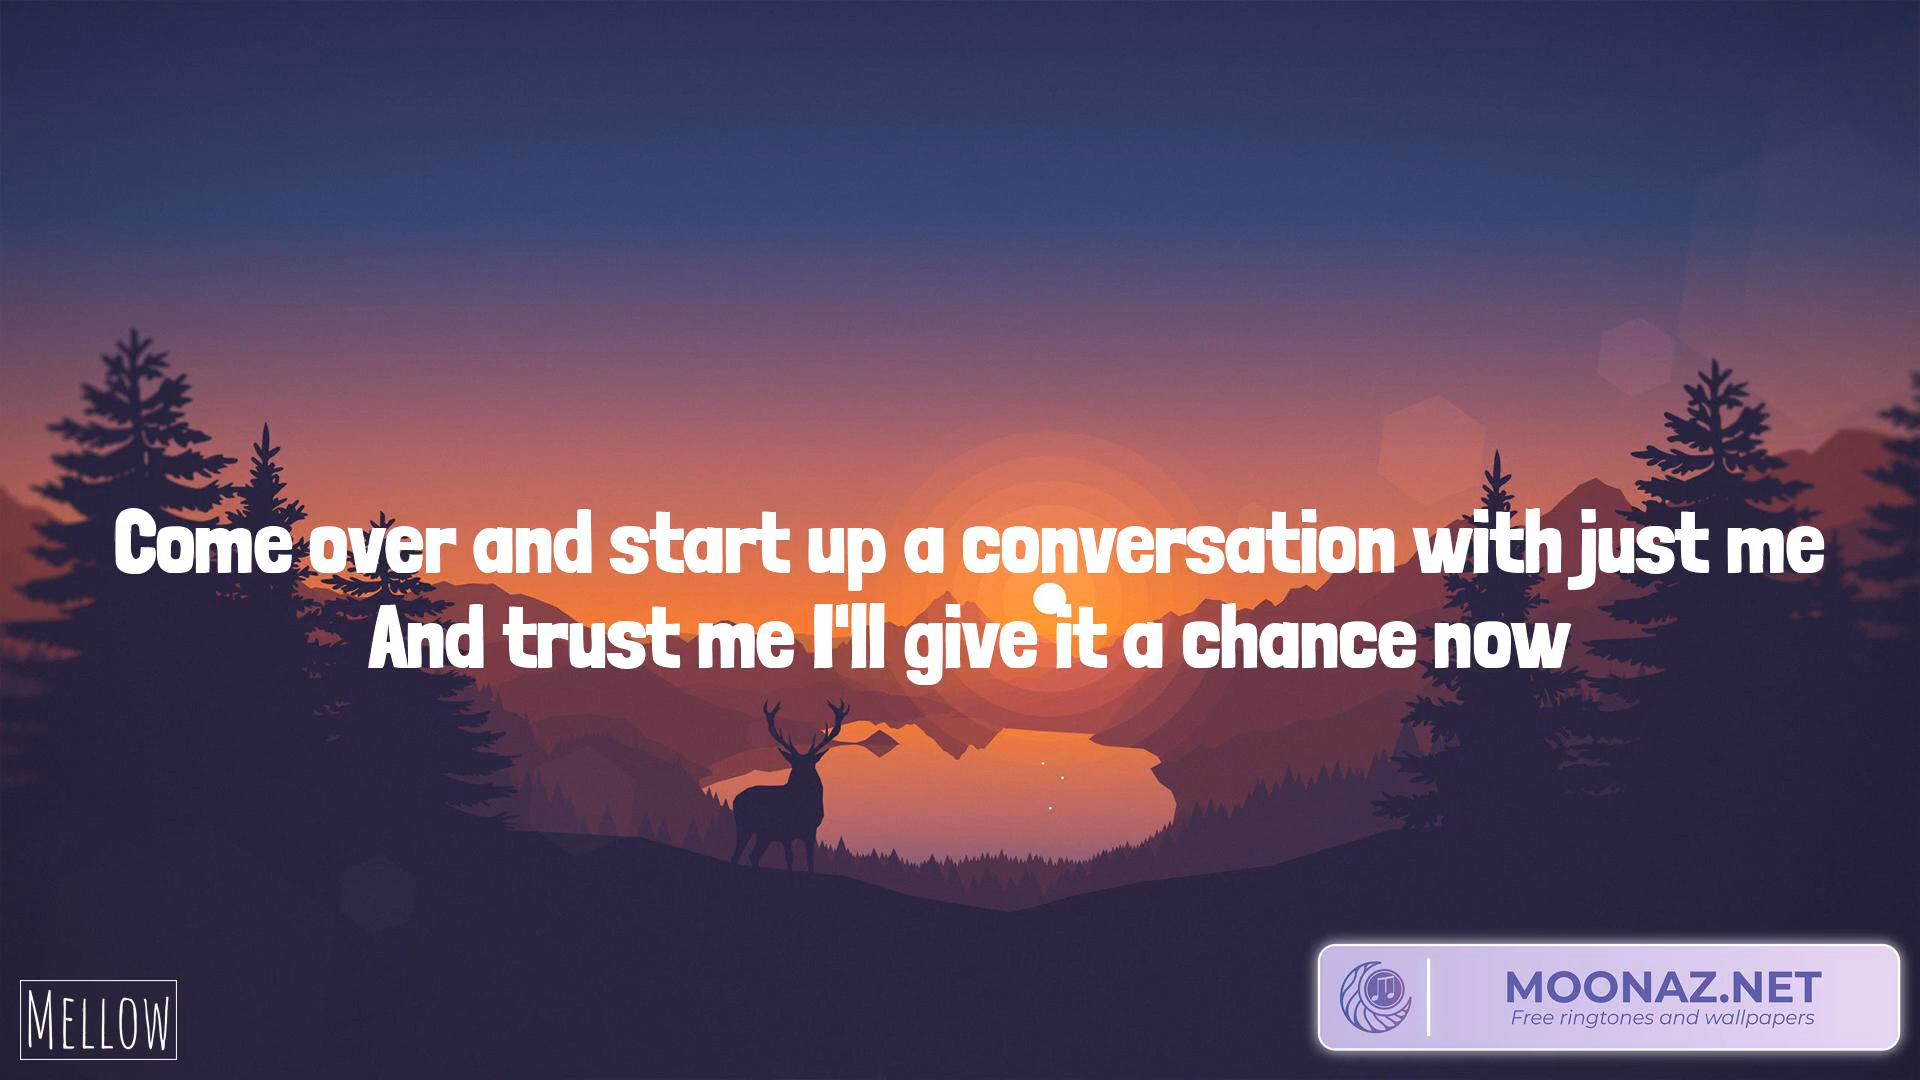 Come over and start up a conversation with just me
And trust me I'll give it a chance now
MELLOW
MOONAZ.NET
Free ringtones and wallpapers